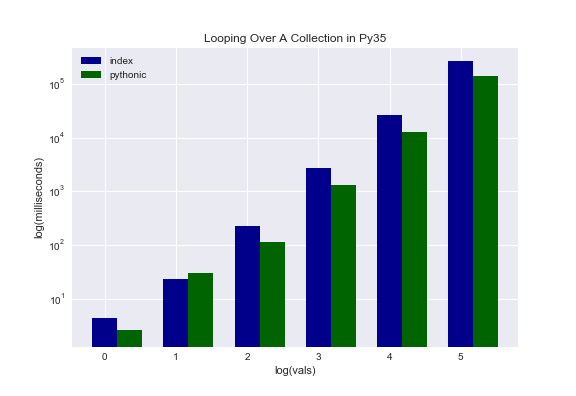 Looping Over A Collection in Py35
index
pythonic
10^5
10^4
10^3
10^2
10^1
log(milliseconds)
0 1 2 3 4 5
log(vals)